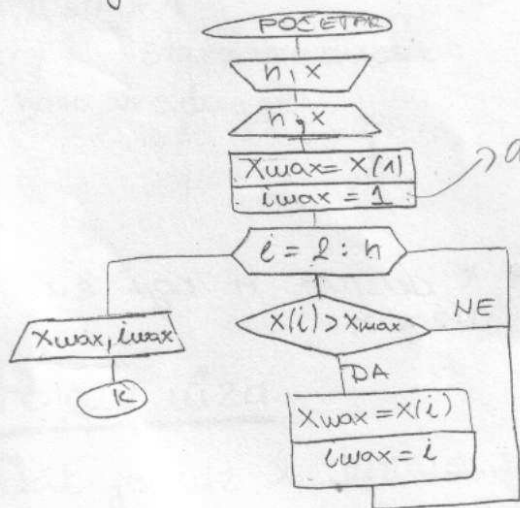 POČETAK
n, x
n, x
Xmax = X(1)
imax = 1
i = 2 : n
X(i) > Xmax
NE
DA
Xmax, imax
K
Xmax = X(i)
imax = i